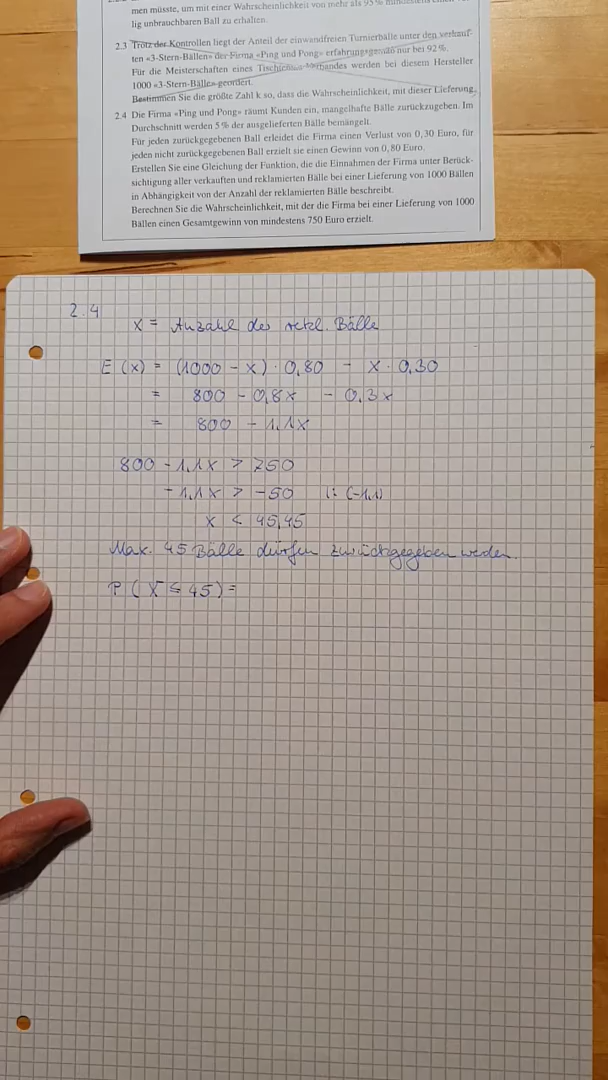 men müsste, um mit einer Wahrscheinlichkeit von mehr als 95 % mindestens einen
lig unbrauchbaren Ball zu erhalten.
2.3 Trotz der Kontrollen liegt der Anteil der einwandfreien Turnierbälle unter den verkauf-
ten «3-Stern-Bällen» der Firma «Ping und Pong» erfahrungsgemäß nur bei 92 %.
Für die Meisterschaften eines Tischtennis-Verbandes werden bei diesem Hersteller
1000 «3-Stern-Bälle» geordert.
Bestimmen Sie die größte Zahl k so, dass die Wahrscheinlichkeit, mit dieser Lieferung,
2.4 Die Firma «Ping und Pong» räumt Kunden ein, mangelhafte Bälle zurückzugeben. Im
Durchschnitt werden 5 % der ausgelieferten Bälle bemängelt.
Für jeden zurückgegebenen Ball erleidet die Firma einen Verlust von 0,30 Euro, für
jeden nicht zurückgegebenen Ball erzielt sie einen Gewinn von 0,80 Euro.
Erstellen Sie eine Gleichung der Funktion, die die Einnahmen der Firma unter Berück-
sichtigung aller verkauften und reklamierten Bälle bei einer Lieferung von 1000 Bällen
in Abhängigkeit von der Anzahl der reklamierten Bälle beschreibt.
Berechnen Sie die Wahrscheinlichkeit, mit der die Firma bei einer Lieferung von 1000
Bällen einen Gesamtgewinn von mindestens 750 Euro erzielt.
2.4
x = Anzahl der rekl. Bälle
E (x) = (1000 - x) · 0,80 - x · 0,30
= 800 - 0,8x - 0,3x
= 800 - 1,1x
800 - 1,1x > 750
- 1,1x > -50 |: (-1,1)
x < 45,45
Max. 45 Bälle dürfen zurückgegeben werden.
P ( X ≤ 45) =